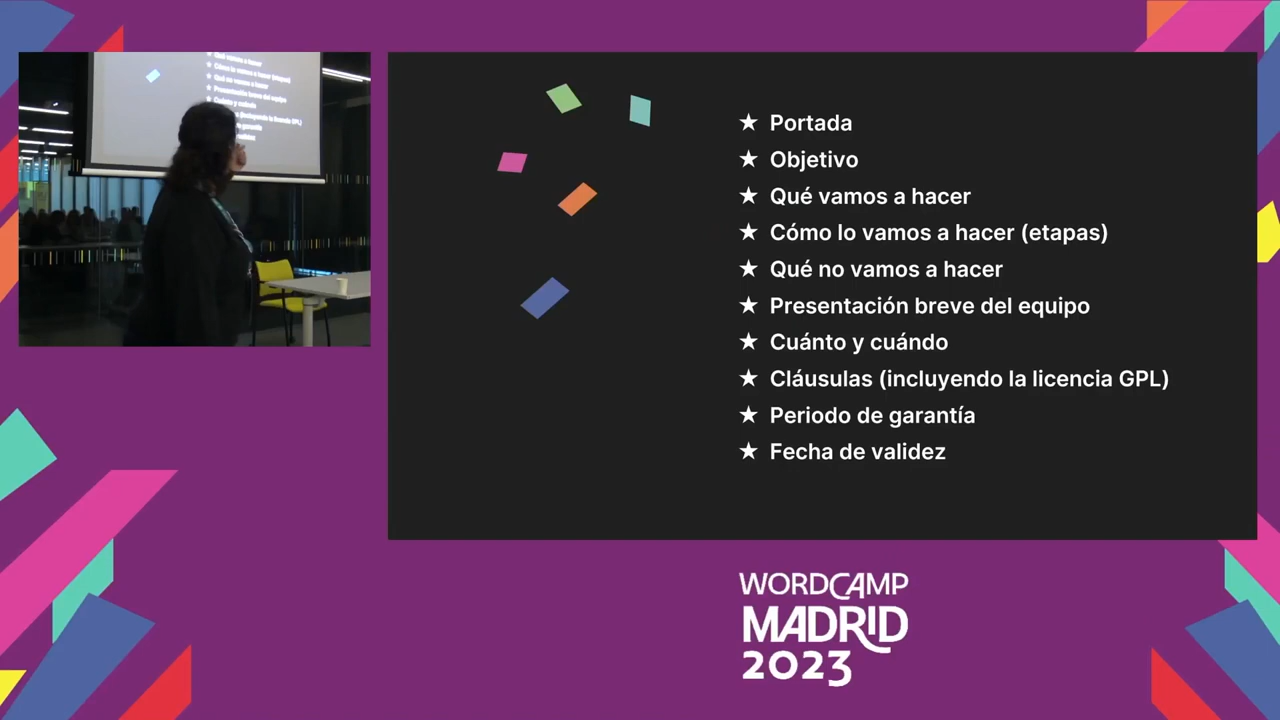 Portada
Objetivo
Qué vamos a hacer
Cómo lo vamos a hacer (etapas)
Qué no vamos a hacer
Presentación breve del equipo
Cuánto y cuándo
Cláusulas (incluyendo la licencia GPL)
Periodo de garantía
Fecha de validez
WORDCAMP
MADRID
2023